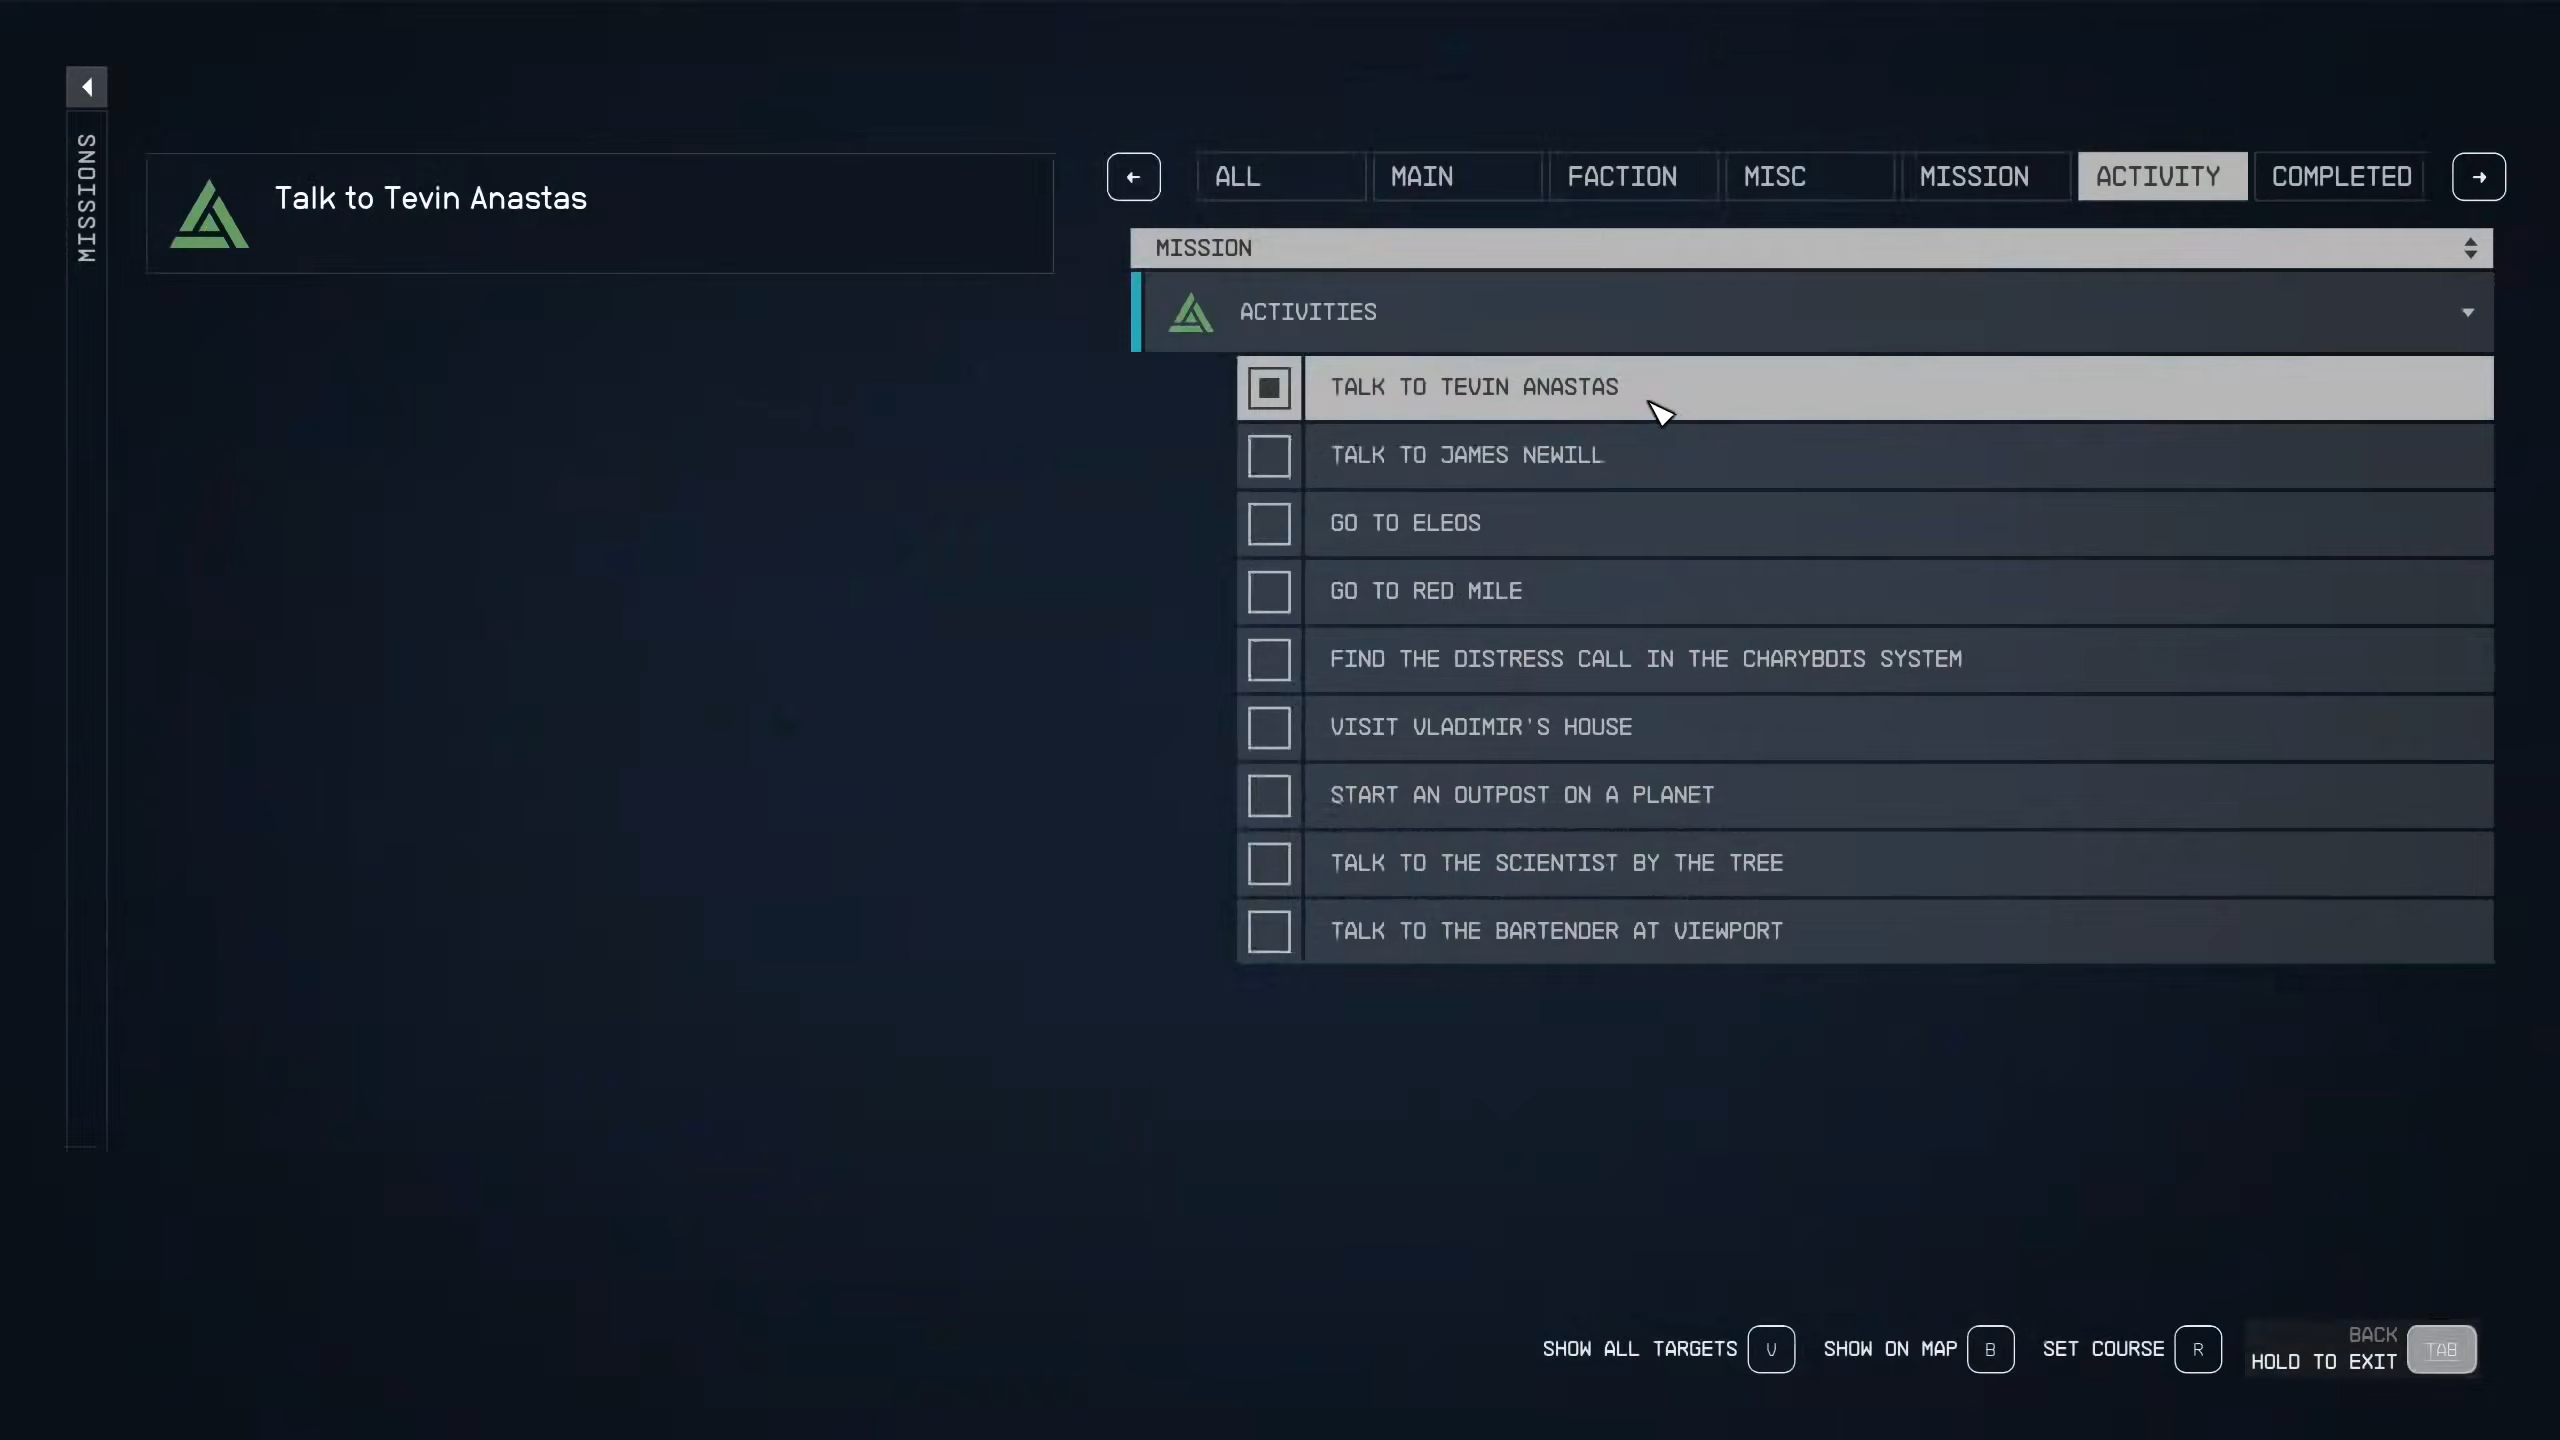 MISSIONS
Talk to Tevin Anastas
ALL
MAIN
FACTION
MISC
MISSION
ACTIVITY
COMPLETED
MISSION
ACTIVITIES
TALK TO TEVIN ANASTAS
TALK TO JAMES NEWILL
GO TO ELEOS
GO TO RED MILE
FIND THE DISTRESS CALL IN THE CHARYBDIS SYSTEM
VISIT VLADIMIR'S HOUSE
START AN OUTPOST ON A PLANET
TALK TO THE SCIENTIST BY THE TREE
TALK TO THE BARTENDER AT VIEWPORT
SHOW ALL TARGETS V
SHOW ON MAP B
SET COURSE R
BACK
HOLD TO EXIT TAB